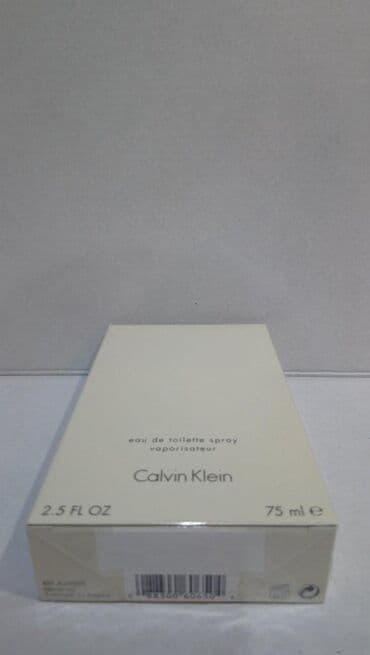 eau de toilette spray
vaporisateur
Calvin Klein
2.5 FL OZ 75 ml e